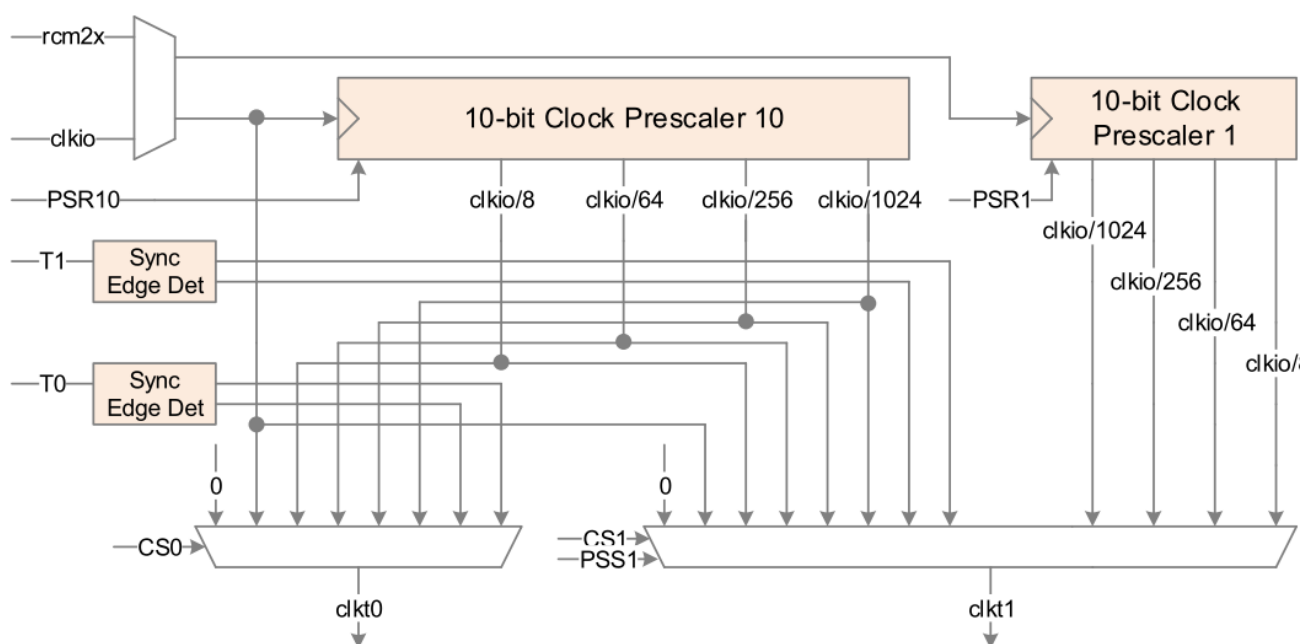 rcm2x
clkio
10-bit Clock Prescaler 10
10-bit Clock
Prescaler 1
PSR10
clkio/8
clkio/64
clkio/256
clkio/1024
PSR1
clkio/1024
clkio/256
clkio/64
clkio/8
T1
Sync
Edge Det
T0
Sync
Edge Det
0
0
CS0
CS1
PSS1
clkt0
clkt1